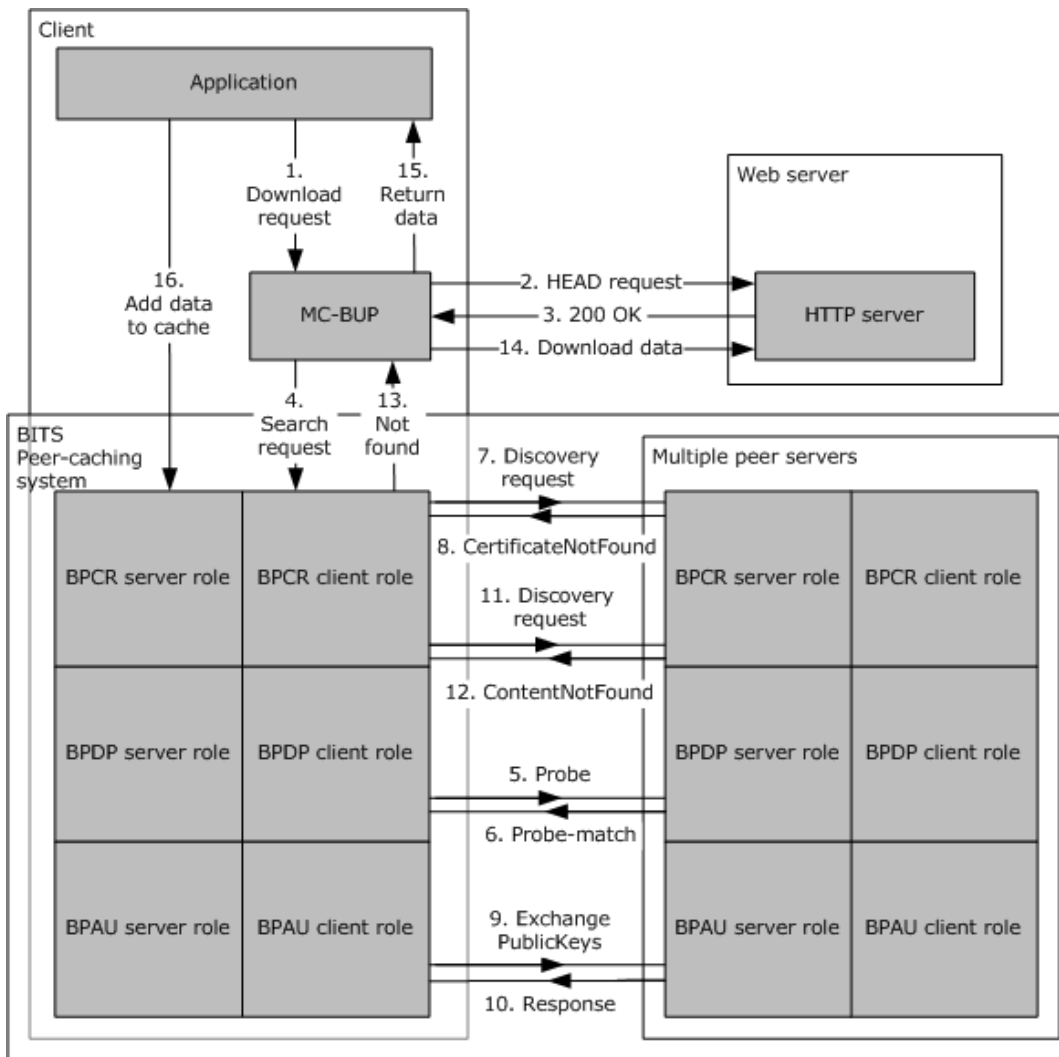 Client
Application
1.
Download
request
15.
Return
data
Web server
16.
Add data
to cache
MC-BUP
2. HEAD request
3. 200 OK
14. Download data
HTTP server
4.
Search
request
13.
Not
found
BITS
Peer-caching
system
7. Discovery
request
Multiple peer servers
8. CertificateNotFound
BPCR server role
BPCR client role
BPCR server role
BPCR client role
11. Discovery
request
12. ContentNotFound
BPDP server role
BPDP client role
BPDP server role
BPDP client role
5. Probe
6. Probe-match
BPAU server role
BPAU client role
9. Exchange
PublicKeys
BPAU server role
BPAU client role
10. Response